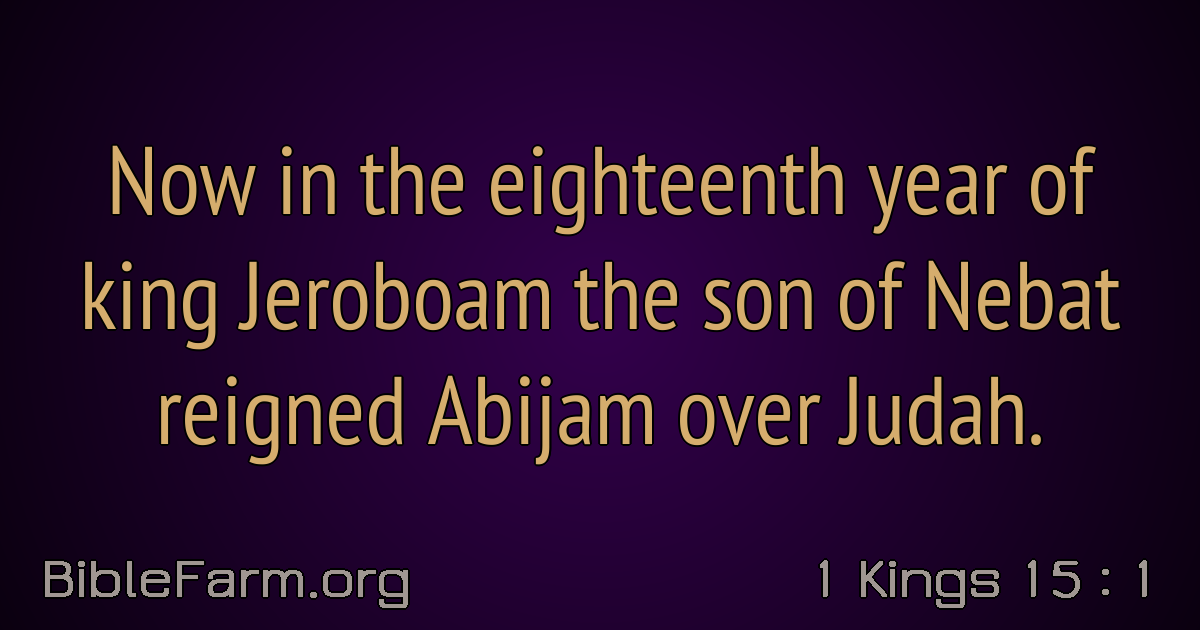 Now in the eighteenth year of
king Jeroboam the son of Nebat
reigned Abijam over Judah.
BibleFarm.org
1 Kings 15 : 1